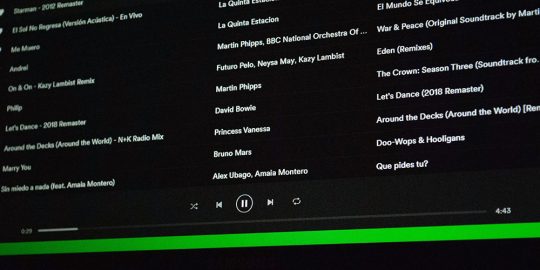 Starman - 2012 Remaster
El Sol No Regresa (Versión Acústica) - En Vivo
La Quinta
Me Muero
La Quinta Estacion
El Mundo Se
Andrei
Martin Phipps, BBC National Orchestra Of ...
War & Peace (Original Soundtrack by Marti
On & On - Kazy Lambist Remix
Futuro Pelo, Neysa May, Kazy Lambist
Eden (Remixes)
Philip
Martin Phipps
The Crown: Season Three (Soundtrack fro.
Let's Dance - 2018 Remaster
David Bowie
Let's Dance (2018 Remaster)
Around the Decks (Around the World) - N+K Radio Mix
Princess Vanessa
Around the Decks (Around the World) [Re
Marry You
Bruno Mars
Doo-Wops & Hooligans
Sin miedo a nada (feat. Amaia Montero)
Alex Ubago, Amaia Montero
Que pides tu?
0:29
4:43